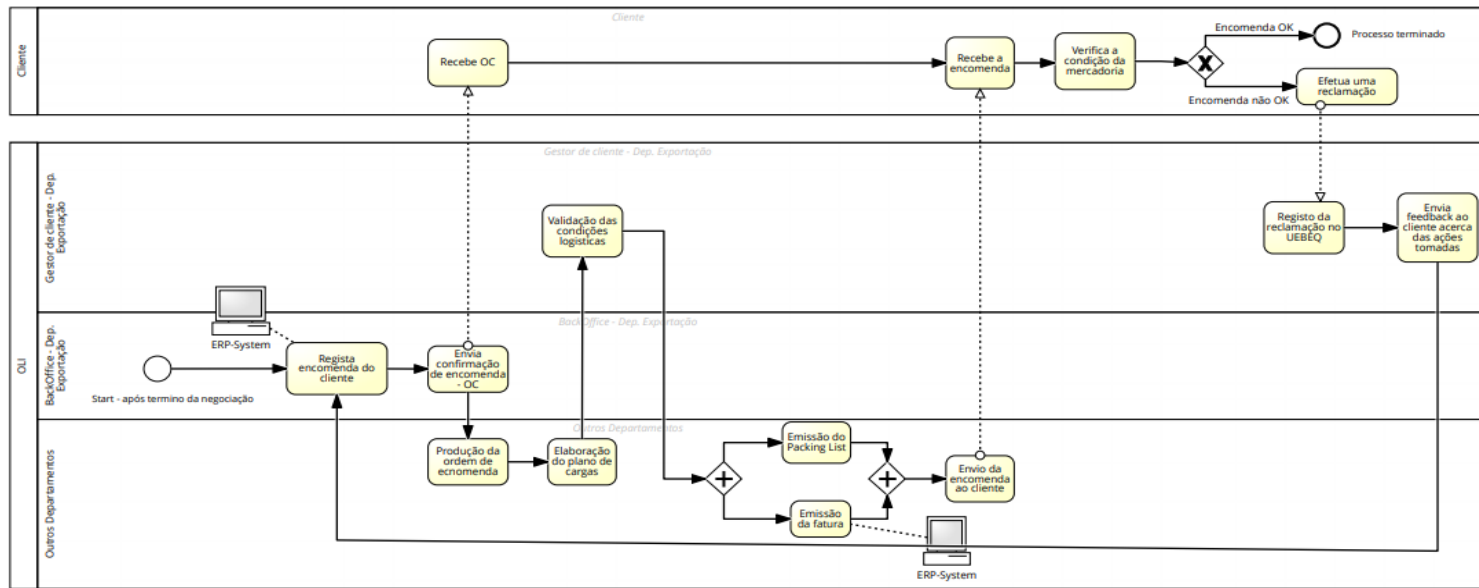 Cliente
Cliente
Recebe OC
Recebe a
encomenda
Verifica a
condição da
mercadoria
Encomenda OK
Processo terminado
Encomenda não OK
Efetua uma
reclamação
OLI
Gestor de cliente - Dep.
Exportação
Gestor de cliente - Dep. Exportação
Validação das
condições
logisticas
Registo da
reclamação no
UEBEQ
Envia
feedback ao
cliente acerca
das ações
tomadas
BackOffice - Dep.
Exportação
BackOffice - Dep. Exportação
ERP-System
Start - após termino da negociação
Regista
encomenda do
cliente
Envia
confirmação
de encomenda
- OC
Outros Departamentos
Outros Departamentos
Produção da
ordem de
ecnomenda
Elaboração
do plano de
cargas
Emissão do
Packing List
Emissão
da fatura
Envio da
encomenda
ao cliente
ERP-System